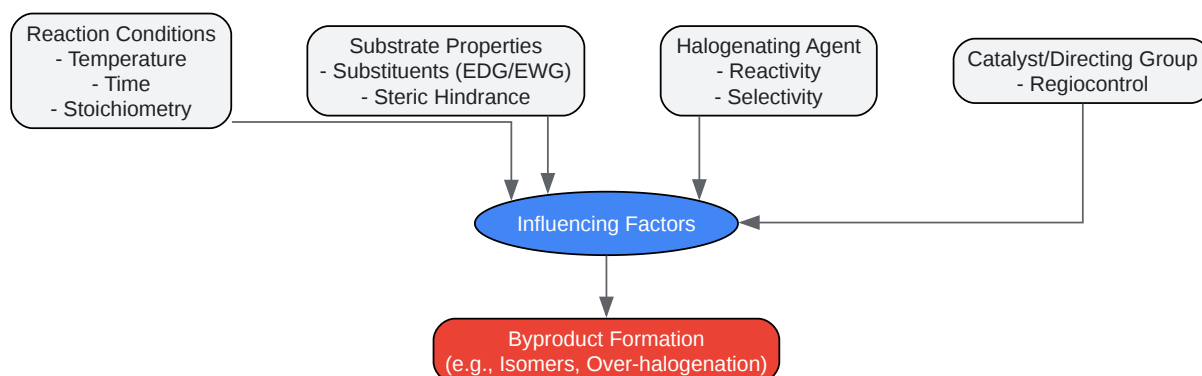 Reaction Conditions
- Temperature
- Time
- Stoichiometry
Substrate Properties
- Substituents (EDG/EWG)
- Steric Hindrance
Halogenating Agent
- Reactivity
- Selectivity
Catalyst/Directing Group
- Regiocontrol
Influencing Factors
Byproduct Formation
(e.g., Isomers, Over-halogenation)